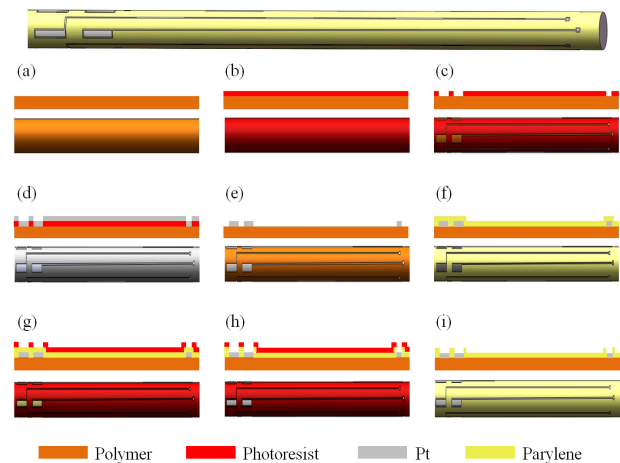 (a) (b) (c)
(d) (e) (f)
(g) (h) (i)
Polymer Photoresist Pt Parylene